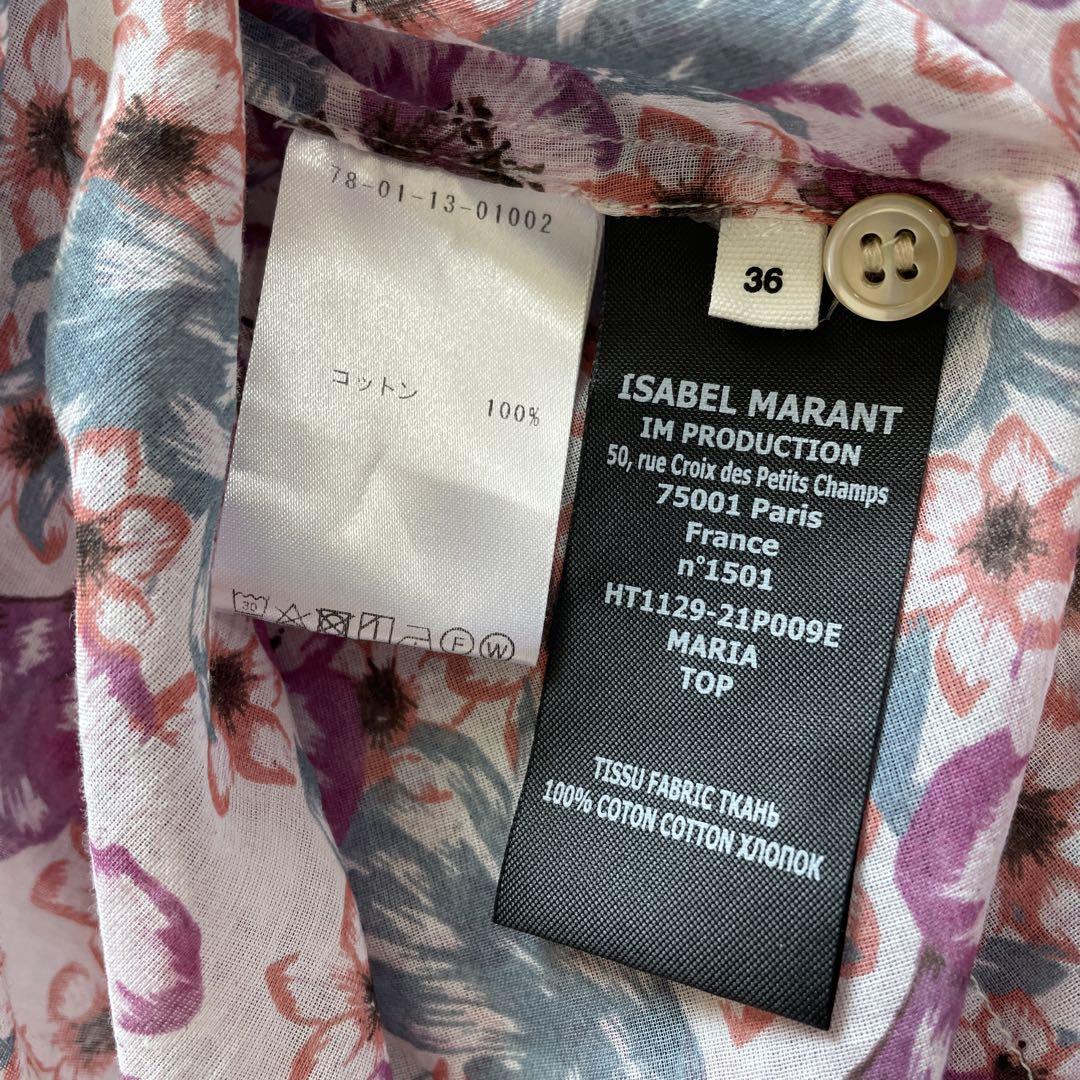 78-01-13-01002
コットン 100%
30
F W
36
ISABEL MARANT
IM PRODUCTION
50, rue Croix des Petits Champs
75001 Paris
France
n°1501
HT1129-21P009E
MARIA
TOP
TISSU FABRIC ТКАНЬ
100% COTON COTTON ХЛОПОК